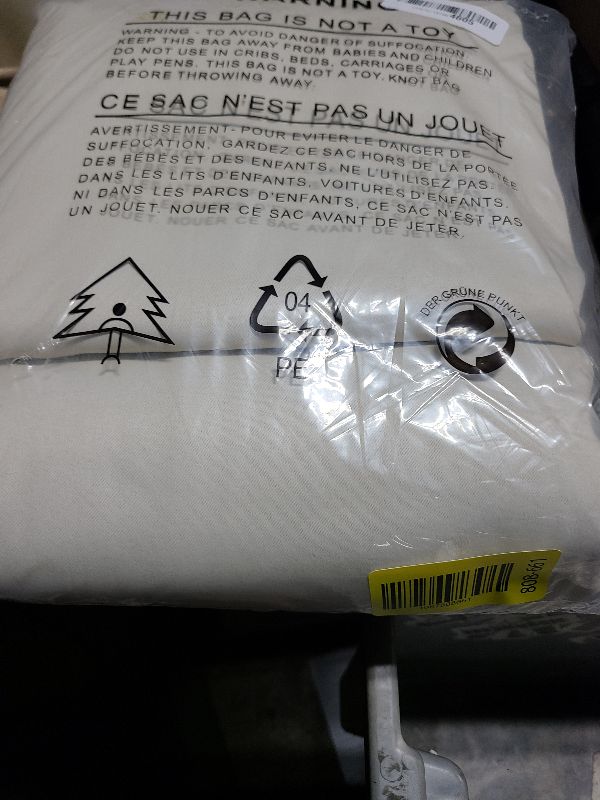 WARNING
4605
THIS BAG IS NOT A TOY
WARNING - TO AVOID DANGER OF SUFFOCATION,
KEEP THIS BAG AWAY FROM BABIES AND CHILDREN
DO NOT USE IN CRIBS, BEDS, CARRIAGES OR
PLAY PENS. THIS BAG IS NOT A TOY. KNOT BAG
BEFORE THROWING AWAY.
CE SAC N'EST PAS UN JOUET
AVERTISSEMENT- POUR EVITER LE DANGER DE
SUFFOCATION, GARDEZ CE SAC HORS DE LA PORTEE
DES BÉBÉS ET DES ENFANTS. NE L'UTILISEZ PAS.
DANS LES LITS D'ENFANTS. VOITURES D'ENFANTS.
NI DANS LES PARCS D'ENFANTS, CE SAC N'EST PAS
UN JOUET. NOUER CE SAC AVANT DE JETER.
DER GRÜNE PUNKT
04
PE